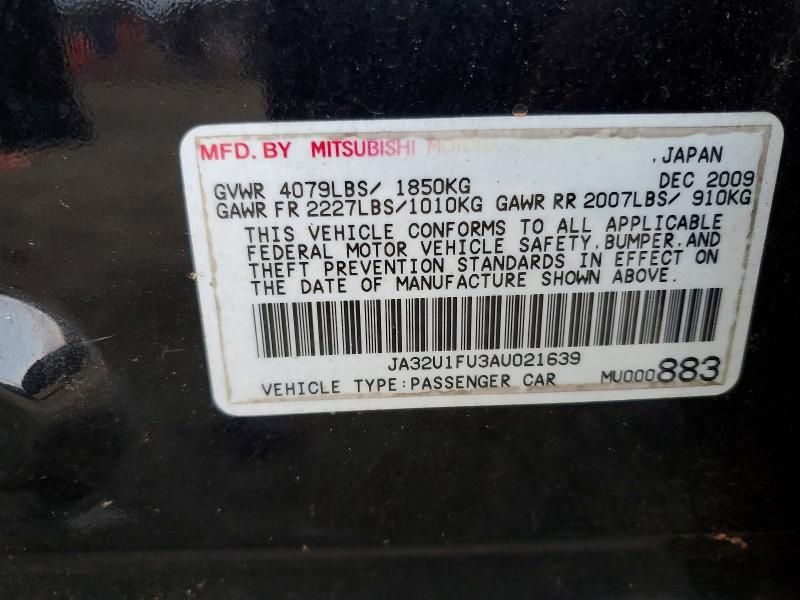 MFD. BY MITSUBISHI MOTORS , JAPAN
GVWR 4079LBS/ 1850KG DEC 2009
GAWR FR 2227LBS/1010KG GAWR RR 2007LBS/ 910KG
THIS VEHICLE CONFORMS TO ALL APPLICABLE
FEDERAL MOTOR VEHICLE SAFETY, BUMPER, AND
THEFT PREVENTION STANDARDS IN EFFECT ON
THE DATE OF MANUFACTURE SHOWN ABOVE.
JA32U1FU3AU021639
VEHICLE TYPE:PASSENGER CAR MU000883